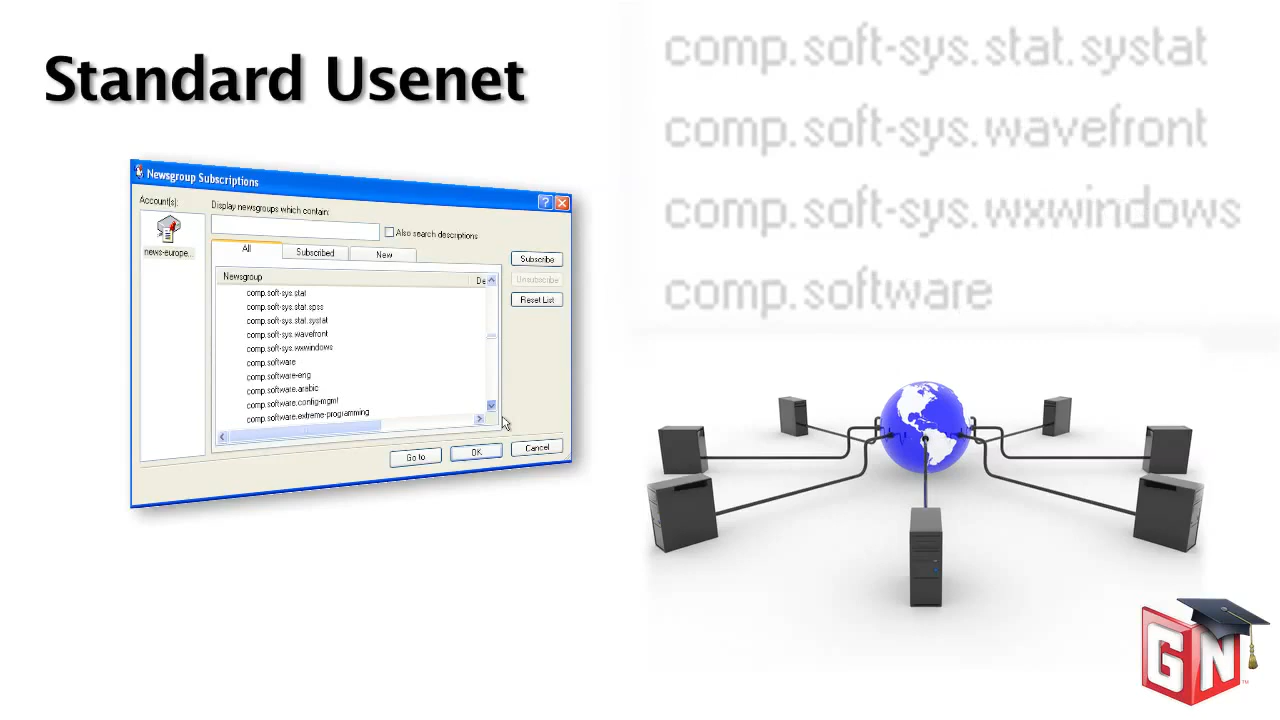 Standard Usenet
comp.soft-sys.stat.systat
comp.soft-sys.wavefront
comp.soft-sys.wxwindows
comp.software
Newsgroup Subscriptions
Account(s):
news-europe...
Display newsgroups which contain:
Also search descriptions
All
Subscribed
New
Newsgroup
De
comp.soft-sys.stat
comp.soft-sys.stat.spss
comp.soft-sys.stat.systat
comp.soft-sys.wavefront
comp.soft-sys.wxwindows
comp.software
comp.software-eng
comp.software.arabic
comp.software.config-mgmt
comp.software.extreme-programming
Subscribe
Unsubscribe
Reset List
Go to
OK
Cancel
GN